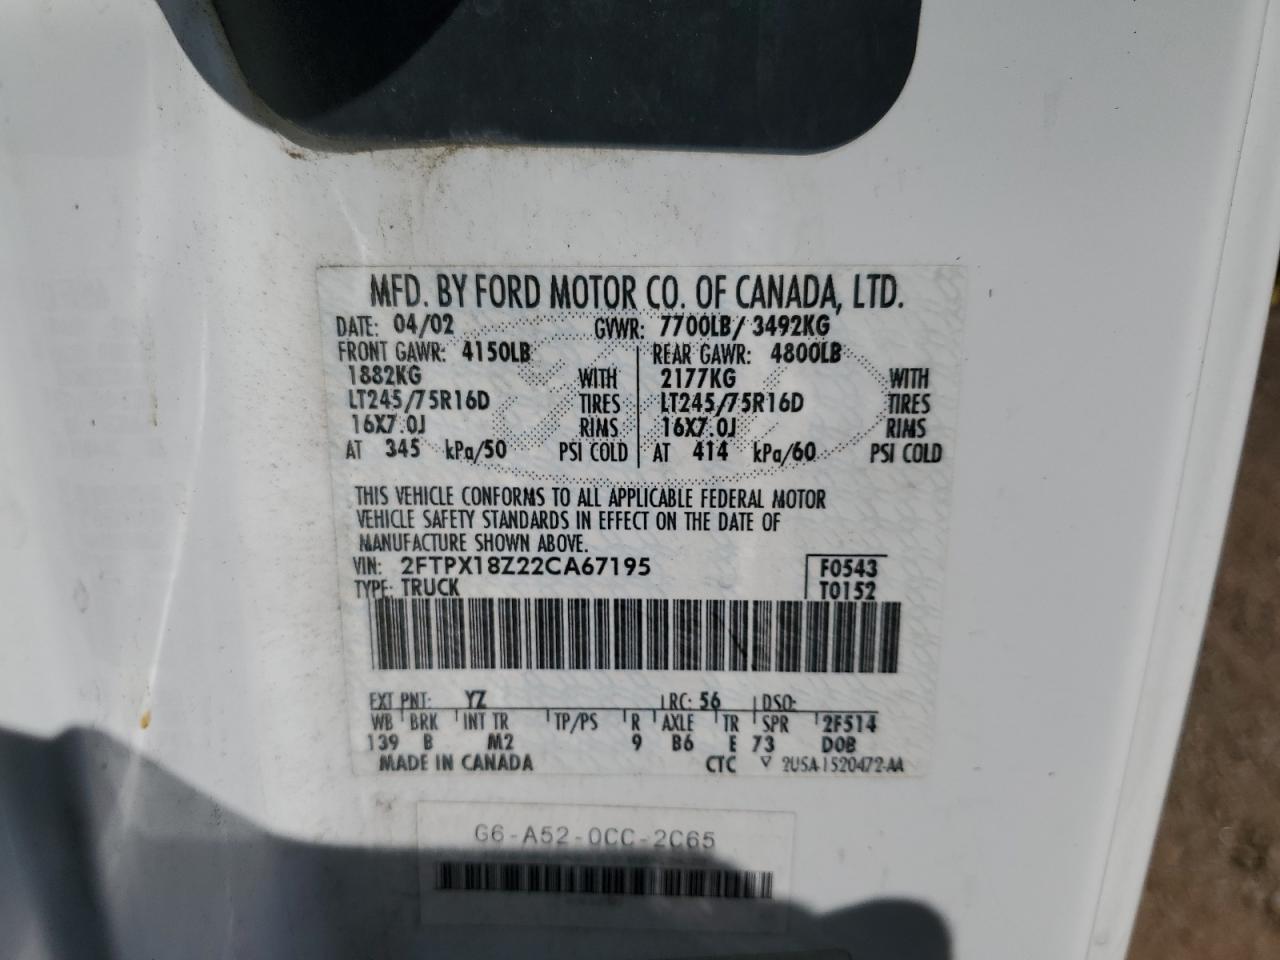 MFD. BY FORD MOTOR CO. OF CANADA, LTD.
DATE: 04/02 GVWR: 7700LB/ 3492KG
FRONT GAWR: 4150LB REAR GAWR: 4800LB
1882KG WITH 2177KG WITH
LT245/75R16D TIRES LT245/75R16D TIRES
16X7.0J RIMS 16X7.0J RIMS
AT 345 kPa/50 PSI COLD AT 414 kPa/60 PSI COLD
THIS VEHICLE CONFORMS TO ALL APPLICABLE FEDERAL MOTOR
VEHICLE SAFETY STANDARDS IN EFFECT ON THE DATE OF
MANUFACTURE SHOWN ABOVE.
VIN: 2FTPX18Z22CA67195 F0543
TYPE: TRUCK T0152
EXT PNT: YZ RC: 56 DSO:
WB BRK INT TR TP/PS R AXLE TR SPR 2F514
139 B M2 9 B6 E 73 DOB
MADE IN CANADA CTC ▽ 2USA-1520472-AA
G6-A52-0CC-2C65